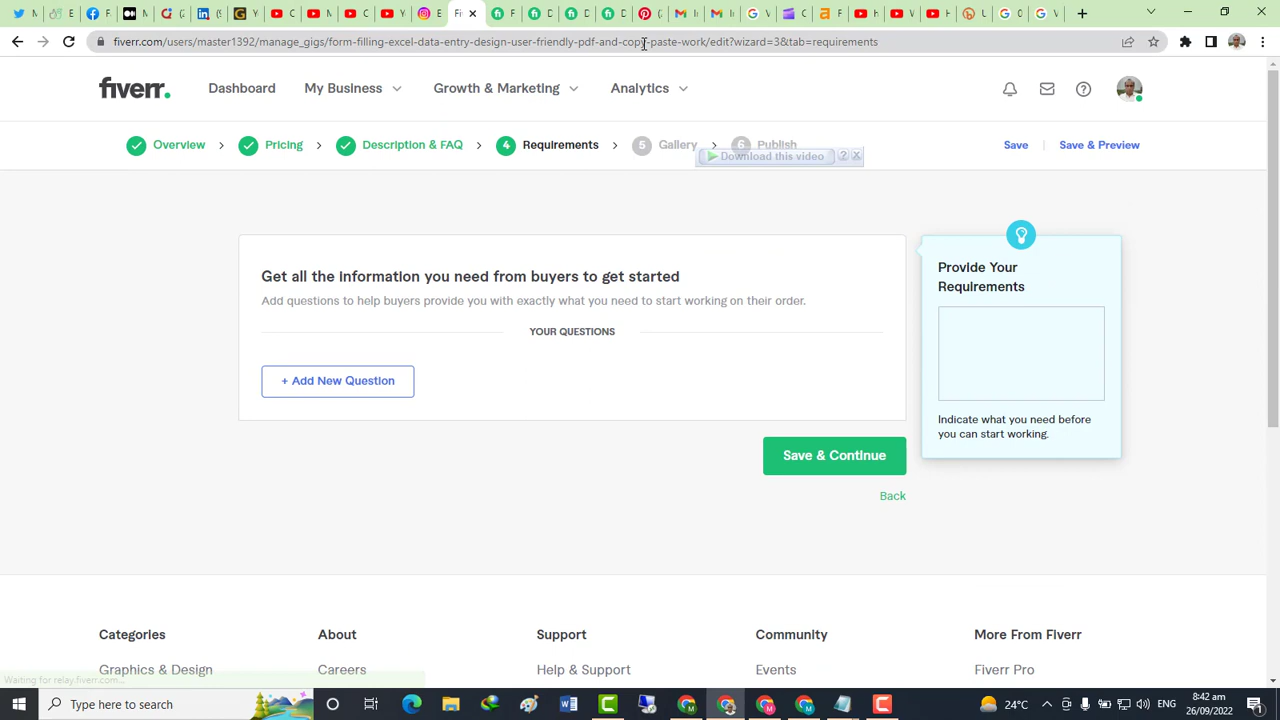 fiverr.com/users/master1392/manage_gigs/form-filling-excel-data-entry-design-user-friendly-pdf-and-copy-paste-work/edit?wizard=3&tab=requirements
fiverr.
Dashboard
My Business
Growth & Marketing
Analytics
Overview
Pricing
Description & FAQ
4 Requirements
5 Gallery
6 Publish
Save
Save & Preview
Download this video
Get all the information you need from buyers to get started
Add questions to help buyers provide you with exactly what you need to start working on their order.
YOUR QUESTIONS
+ Add New Question
Provide Your
Requirements
Indicate what you need before
you can start working.
Save & Continue
Back
Categories
About
Support
Community
More From Fiverr
Graphics & Design
Careers
Help & Support
Events
Fiverr Pro
Waiting for relay.fiverr.com...
Type here to search
24°C
ENG
8:42 am
26/09/2022